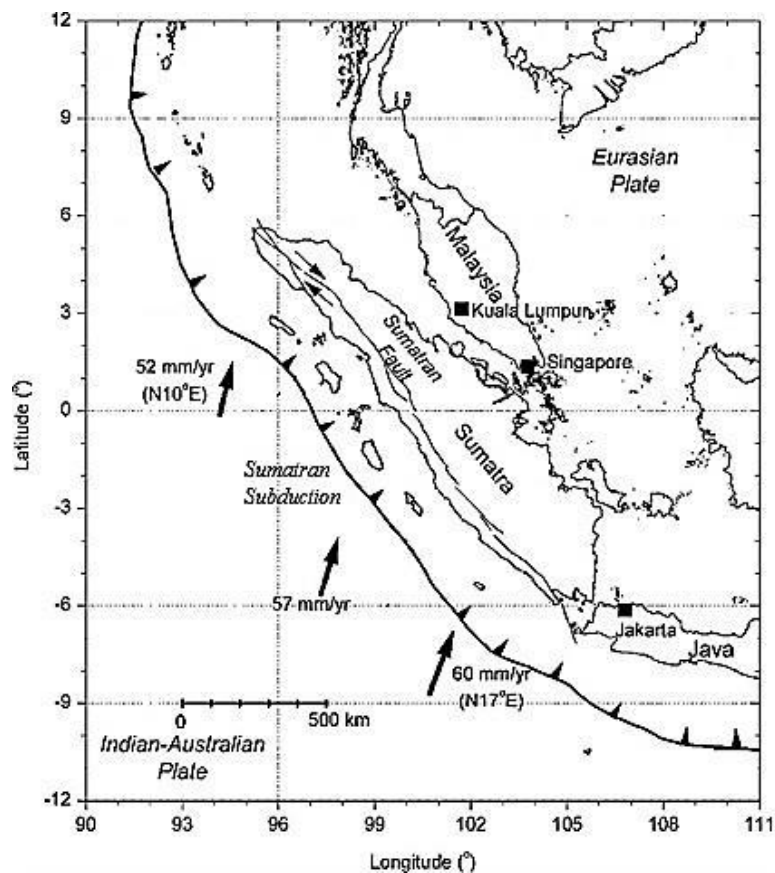 12
9
6
3
0
-3
-6
-9
-12
Latitude (°)
Eurasian
Plate
Malaysia
Kuala Lumpun
Singapore
Sumatran
Fault
Sumatra
52 mm/yr
(N10°E)
Sumatran
Subduction
57 mm/yr
Jakarta
Java
60 mm/yr
(N17°E)
0
500 km
Indian-Australian
Plate
90
93
96
99
102
105
108
111
Longitude (°)